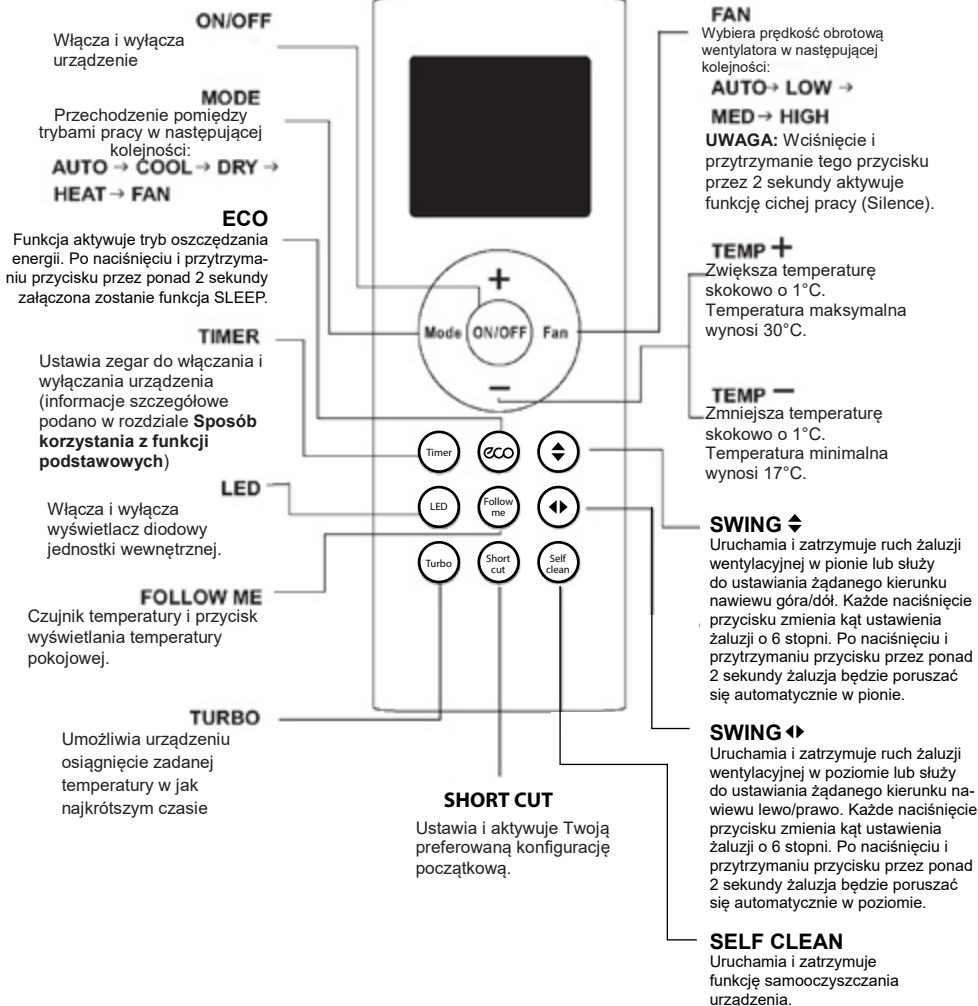 ON/OFF
Włącza i wyłącza
urządzenie
MODE
Przechodzenie pomiędzy
trybami pracy w następującej
kolejności:
AUTO → COOL → DRY →
HEAT → FAN
ECO
Funkcja aktywuje tryb oszczędzania
energii. Po naciśnięciu i przytrzyma-
niu przycisku przez ponad 2 sekundy
załączona zostanie funkcja SLEEP.
TIMER
Ustawia zegar do włączania i
wyłączania urządzenia
(informacje szczegółowe
podano w rozdziale Sposób
korzystania z funkcji
podstawowych)
LED
Włącza i wyłącza
wyświetlacz diodowy
jednostki wewnętrznej.
FOLLOW ME
Czujnik temperatury i przycisk
wyświetlania temperatury
pokojowej.
TURBO
Umożliwia urządzeniu
osiągnięcie zadanej
temperatury w jak
najkrótszym czasie
+
Mode ON/OFF Fan
−
Timer eco
LED Follow
me
Turbo Short
cut Self
clean
SHORT CUT
Ustawia i aktywuje Twoją
preferowaną konfigurację
początkową.
FAN
Wybiera prędkość obrotową
wentylatora w następującej
kolejności:
AUTO → LOW →
MED → HIGH
UWAGA: Wciśnięcie i
przytrzymanie tego przycisku
przez 2 sekundy aktywuje
funkcję cichej pracy (Silence).
TEMP +
Zwiększa temperaturę
skokowo o 1°C.
Temperatura maksymalna
wynosi 30°C.
TEMP −
Zmniejsza temperaturę
skokowo o 1°C.
Temperatura minimalna
wynosi 17°C.
SWING
Uruchamia i zatrzymuje ruch żaluzji
wentylacyjnej w pionie lub służy
do ustawiania żądanego kierunku
nawiewu góra/dół. Każde naciśnięcie
przycisku zmienia kąt ustawienia
żaluzji o 6 stopni. Po naciśnięciu i
przytrzymaniu przycisku przez ponad
2 sekundy żaluzja będzie poruszać
się automatycznie w pionie.
SWING
Uruchamia i zatrzymuje ruch żaluzji
wentylacyjnej w poziomie lub służy
do ustawiania żądanego kierunku na-
wiewu lewo/prawo. Każde naciśnięcie
przycisku zmienia kąt ustawienia
żaluzji o 6 stopni. Po naciśnięciu i
przytrzymaniu przycisku przez ponad
2 sekundy żaluzja będzie poruszać
się automatycznie w poziomie.
SELF CLEAN
Uruchamia i zatrzymuje
funkcję samooczyszczania
urządzenia.